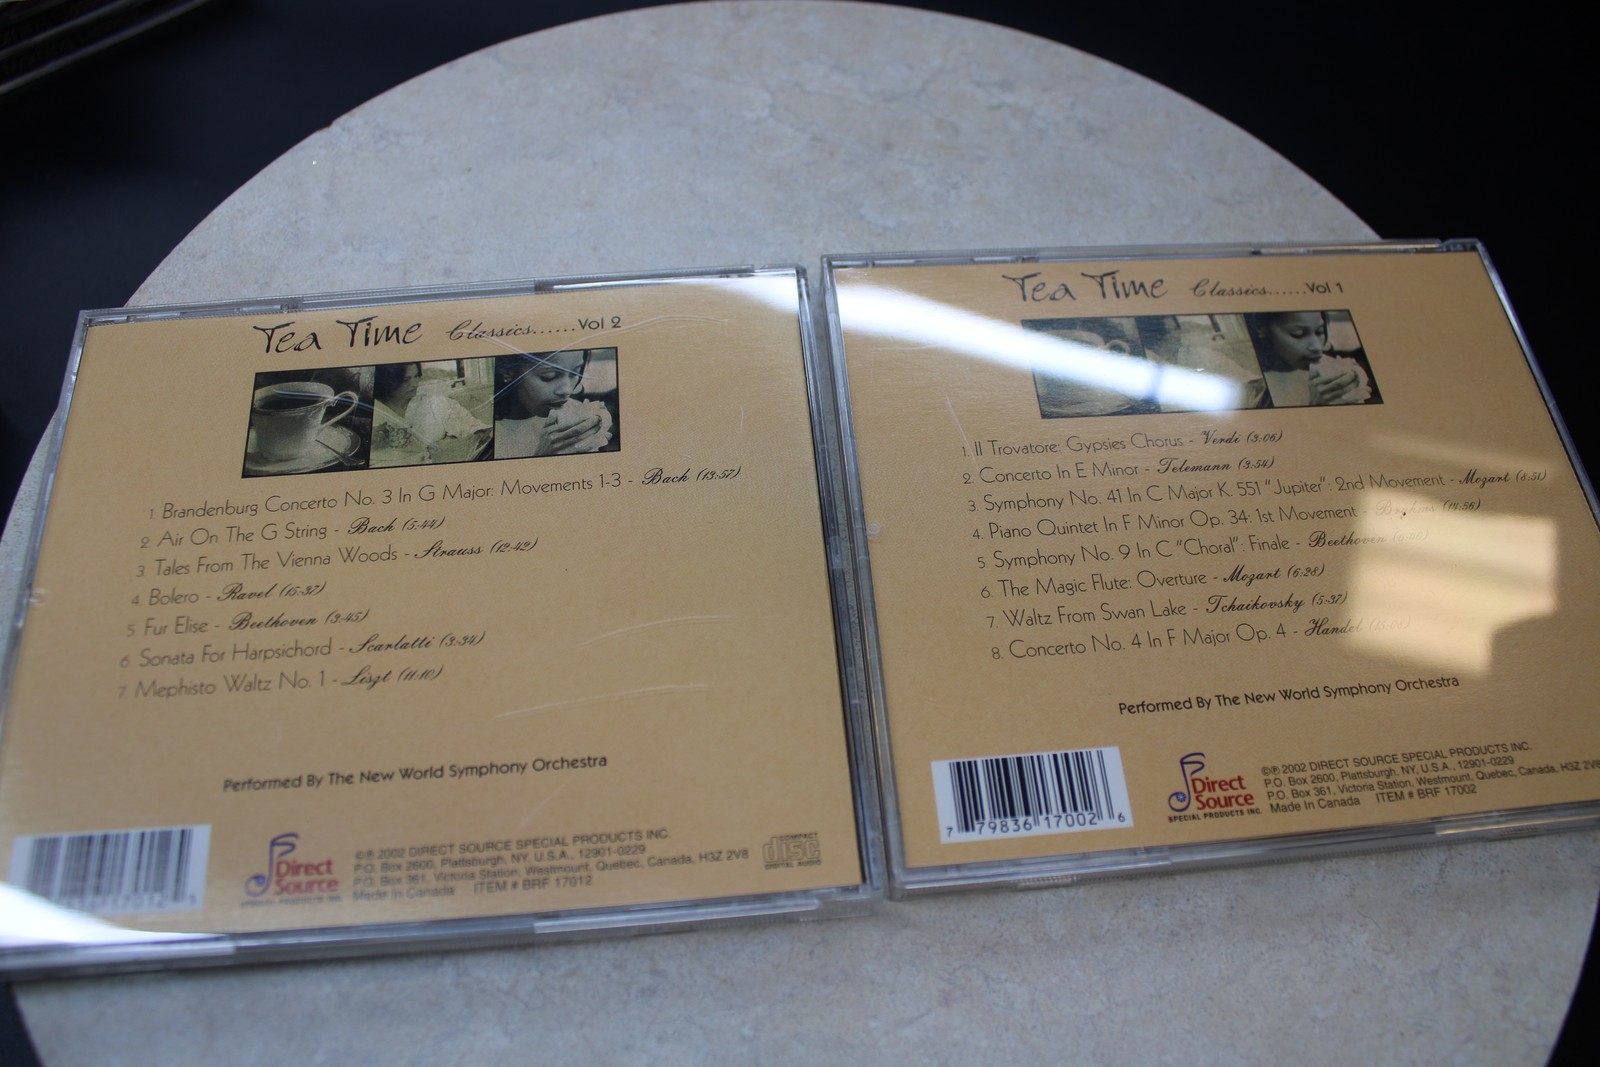 Tea Time Classics......Vol 2
1. Brandenburg Concerto No. 3 In G Major: Movements 1-3 - Bach (13:57)
2. Air On The G String - Bach (5:44)
3. Tales From The Vienna Woods - Strauss (12:42)
4. Bolero - Ravel (15:37)
5. Fur Elise - Beethoven (3:45)
6. Sonata For Harpsichord - Scarlatti (3:34)
7. Mephisto Waltz No. 1 - Liszt (11:10)
Performed By The New World Symphony Orchestra
Direct
Source
SPECIAL PRODUCTS INC.
©℗ 2002 DIRECT SOURCE SPECIAL PRODUCTS INC.
P.O. Box 2600, Plattsburgh, NY, U.S.A., 12901-0229
P.O. Box 361, Victoria Station, Westmount, Quebec, Canada, H3Z 2V8
Made In Canada ITEM # BRF 17012
COMPACT
disc
DIGITAL AUDIO
Tea Time Classics......Vol 1
1. Il Trovatore: Gypsies Chorus - Verdi (3:06)
2. Concerto In E Minor - Telemann (3:54)
3. Symphony No. 41 In C Major K. 551 "Jupiter": 2nd Movement - Mozart (8:51)
4. Piano Quintet In F Minor Op. 34: 1st Movement - Brahms (14:56)
5. Symphony No. 9 In C "Choral": Finale - Beethoven
6. The Magic Flute: Overture - Mozart (6:28)
7. Waltz From Swan Lake - Tchaikovsky (5:37)
8. Concerto No. 4 In F Major Op. 4 - Handel
Performed By The New World Symphony Orchestra
7 79836 17002 6
Direct
Source
SPECIAL PRODUCTS INC.
©℗ 2002 DIRECT SOURCE SPECIAL PRODUCTS INC.
P.O. Box 2600, Plattsburgh, NY, U.S.A., 12901-0229
P.O. Box 361, Victoria Station, Westmount, Quebec, Canada, H3Z 2V8
Made In Canada ITEM # BRF 17002